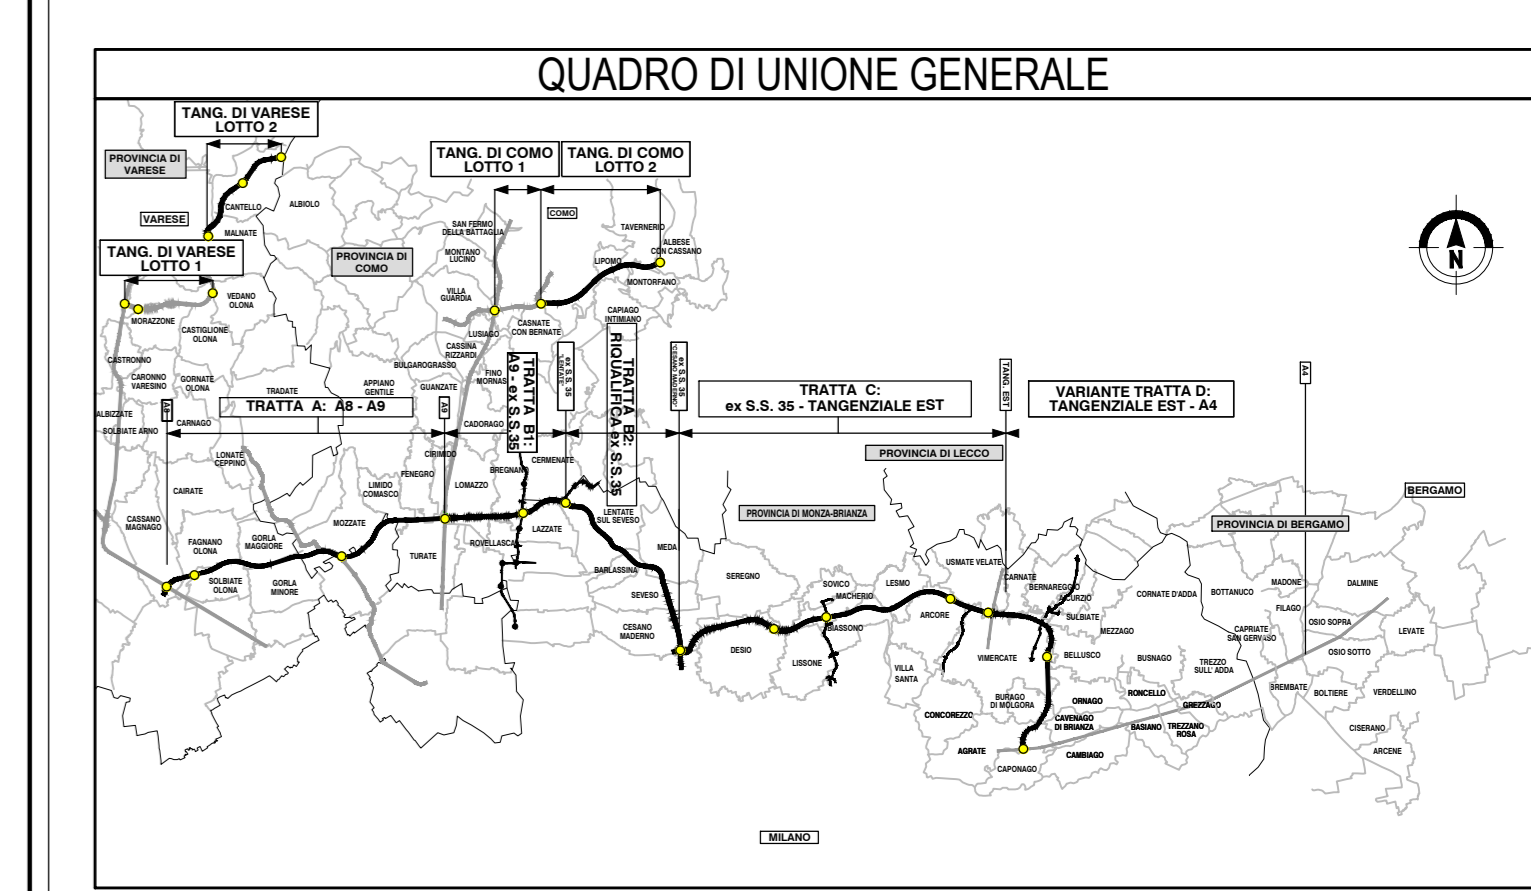 QUADRO DI UNIONE GENERALE
TANG. DI VARESE
LOTTO 2
PROVINCIA DI
VARESE
VARESE
CANTELLO
ALBIOLO
MALNATE
TANG. DI VARESE
LOTTO 1
PROVINCIA DI
COMO
TANG. DI COMO
LOTTO 1
TANG. DI COMO
LOTTO 2
COMO
SAN FERMO
DELLA BATTAGLIA
MONTANO
LUCINO
VILLA
GUARDIA
TAVERNERIO
ALBESE
CON CASSANO
LIPOMO
MONTORFANO
CAPIAGO
INTIMIANO
CASNATE
CON BERNATE
LUSIAGO
CASSINA
RIZZARDI
BULGAROGRASSO
FINO
MORNAS
GUANZATE
APPIANO
GENTILE
TRADATE
VEDANO
OLONA
MORAZZONE
CASTIGLIONE
OLONA
CASTRONNO
CARONNO
VARESINO
GORNATE
OLONA
ALBIZZATE
SOLBIATE ARNO
CARNAGO
A8
TRATTA A: A8 - A9
A9
CADORAGO
TRATTA B1:
A9 - ex S.S.35
ex S.S. 35
"LENTATE"
TRATTA B2:
RIQUALIFICA ex S.S.35
ex S.S. 35
"CESANO MADERNO"
TRATTA C:
ex S.S. 35 - TANGENZIALE EST
TANG. EST
VARIANTE TRATTA D:
TANGENZIALE EST - A4
A4
N
PROVINCIA DI LECCO
BERGAMO
PROVINCIA DI BERGAMO
PROVINCIA DI MONZA-BRIANZA
LONATE
CEPPINO
CAIRATE
CASSANO
MAGNAGO
FAGNANO
OLONA
GORLA
MAGGIORE
SOLBIATE
OLONA
GORLA
MINORE
MOZZATE
LIMIDO
COMASCO
FENEGRO
CIRIMIDO
LOMAZZO
BREGNANO
CERMENATE
TURATE
ROVELLASCA
LAZZATE
LENTATE
SUL SEVESO
MEDA
BARLASSINA
SEVESO
CESANO
MADERNO
SEREGNO
DESIO
LISSONE
SOVICO
MACHERIO
BIASSONO
LESMO
ARCORE
USMATE VELATE
CARNATE
BERNAREGGIO
AICURZIO
SULBIATE
MEZZAGO
CORNATE D'ADDA
BOTTANUCO
MADONE
FILAGO
DALMINE
OSIO SOPRA
LEVATE
CAPRIATE
SAN GERVASO
OSIO SOTTO
VILLA
SANTA
VIMERCATE
BELLUSCO
BUSNAGO
TREZZO
SULL' ADDA
BREMBATE
BOLTIERE
VERDELLINO
CONCOREZZO
BURAGO
DI MOLGORA
ORNAGO
RONCELLO
GREZZAGO
CAVENAGO
DI BRIANZA
BASIANO
TREZZANO
ROSA
CISERANO
ARCENE
AGRATE
CAPONAGO
CAMBIAGO
MILANO